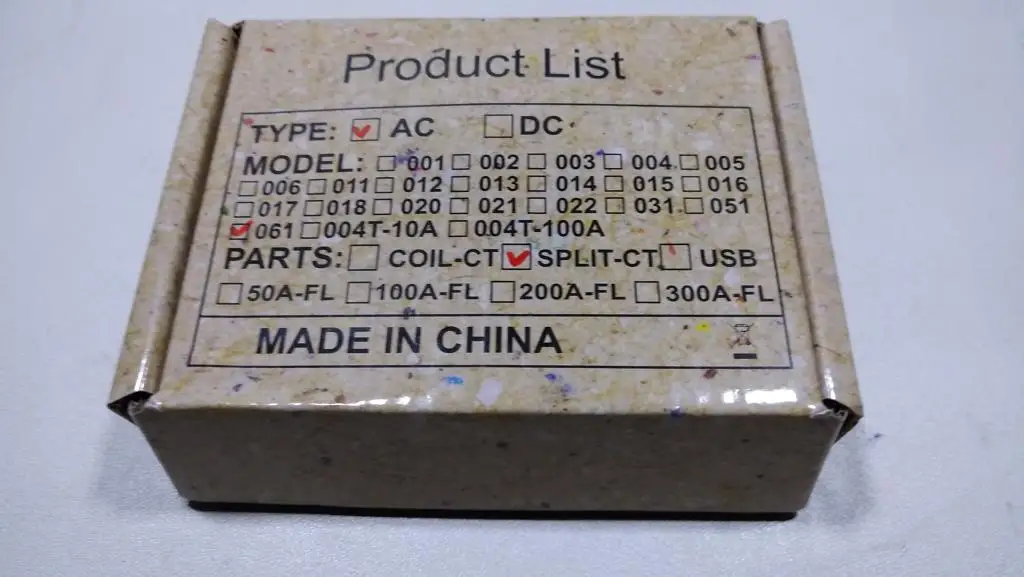 Product List
TYPE: ☑ AC ☐ DC
MODEL: ☐ 001 ☐ 002 ☐ 003 ☐ 004 ☐ 005
☐ 006 ☐ 011 ☐ 012 ☐ 013 ☐ 014 ☐ 015 ☐ 016
☐ 017 ☐ 018 ☐ 020 ☐ 021 ☐ 022 ☐ 031 ☐ 051
☑ 061 ☐ 004T-10A ☐ 004T-100A
PARTS: ☐ COIL-CT ☑ SPLIT-CT ☐ USB
☐ 50A-FL ☐ 100A-FL ☐ 200A-FL ☐ 300A-FL
MADE IN CHINA